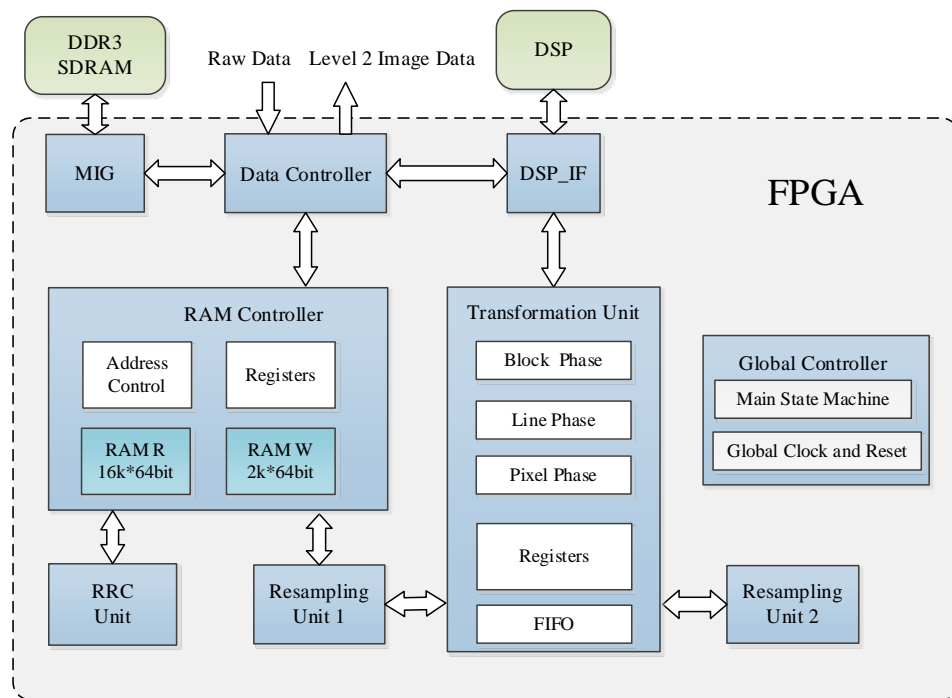 DDR3
SDRAM
Raw Data
Level 2 Image Data
DSP
MIG
Data Controller
DSP_IF
FPGA
RAM Controller
Address
Control
Registers
RAM R
16k*64bit
RAM W
2k*64bit
Transformation Unit
Block Phase
Line Phase
Pixel Phase
Registers
FIFO
Global Controller
Main State Machine
Global Clock and Reset
RRC
Unit
Resampling
Unit 1
Resampling
Unit 2